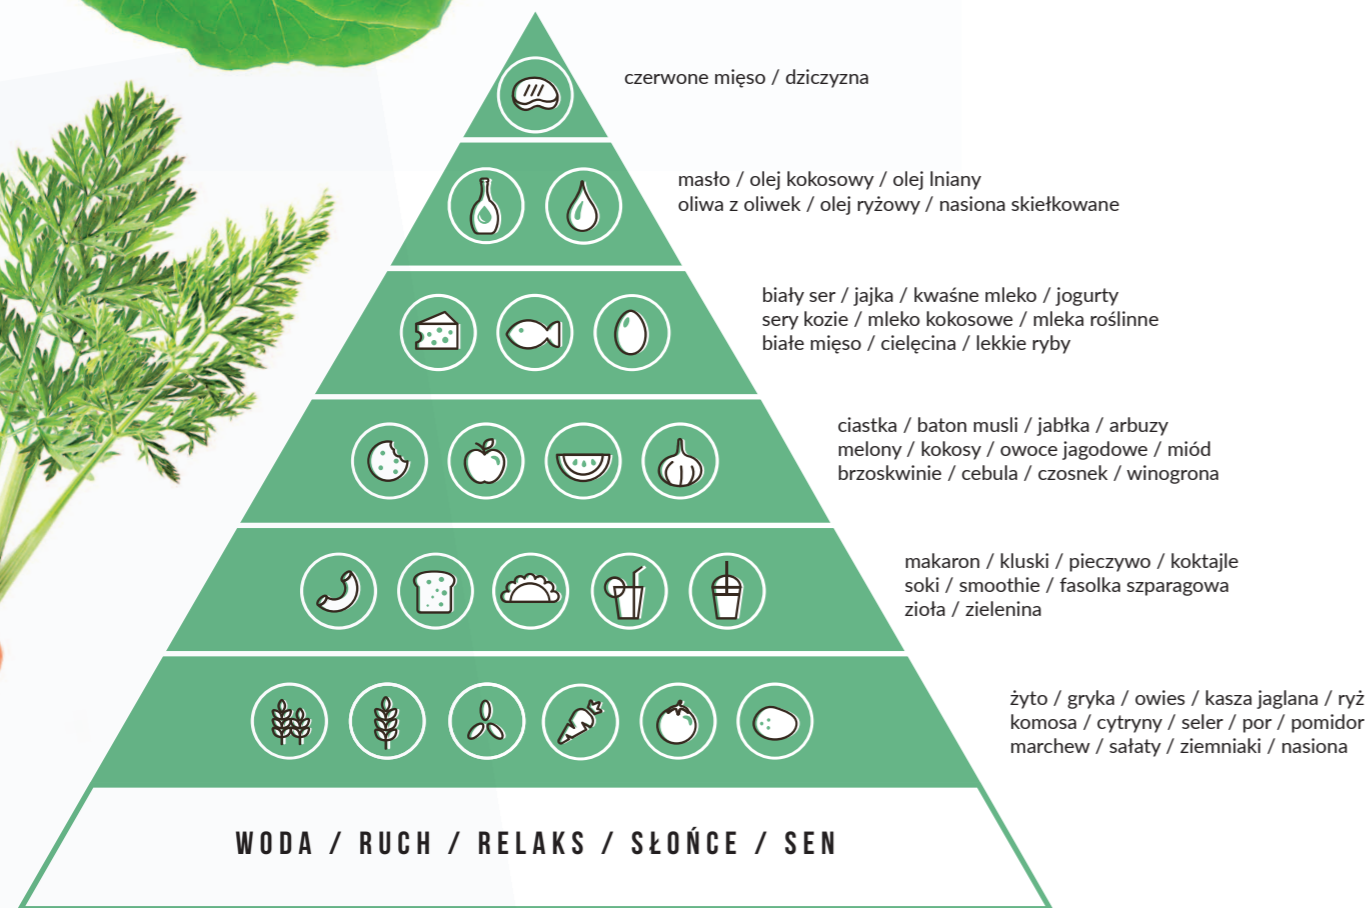 czerwone mięso / dziczyzna
masło / olej kokosowy / olej lniany
oliwa z oliwek / olej ryżowy / nasiona skiełkowane
biały ser / jajka / kwaśne mleko / jogurty
sery kozie / mleko kokosowe / mleka roślinne
białe mięso / cielęcina / lekkie ryby
ciastka / baton musli / jabłka / arbuzy
melony / kokosy / owoce jagodowe / miód
brzoskwinie / cebula / czosnek / winogrona
makaron / kluski / pieczywo / koktajle
soki / smoothie / fasolka szparagowa
zioła / zielenina
żyto / gryka / owies / kasza jaglana / ryż
komosa / cytryny / seler / por / pomidor
marchew / sałaty / ziemniaki / nasiona
WODA / RUCH / RELAKS / SŁOŃCE / SEN